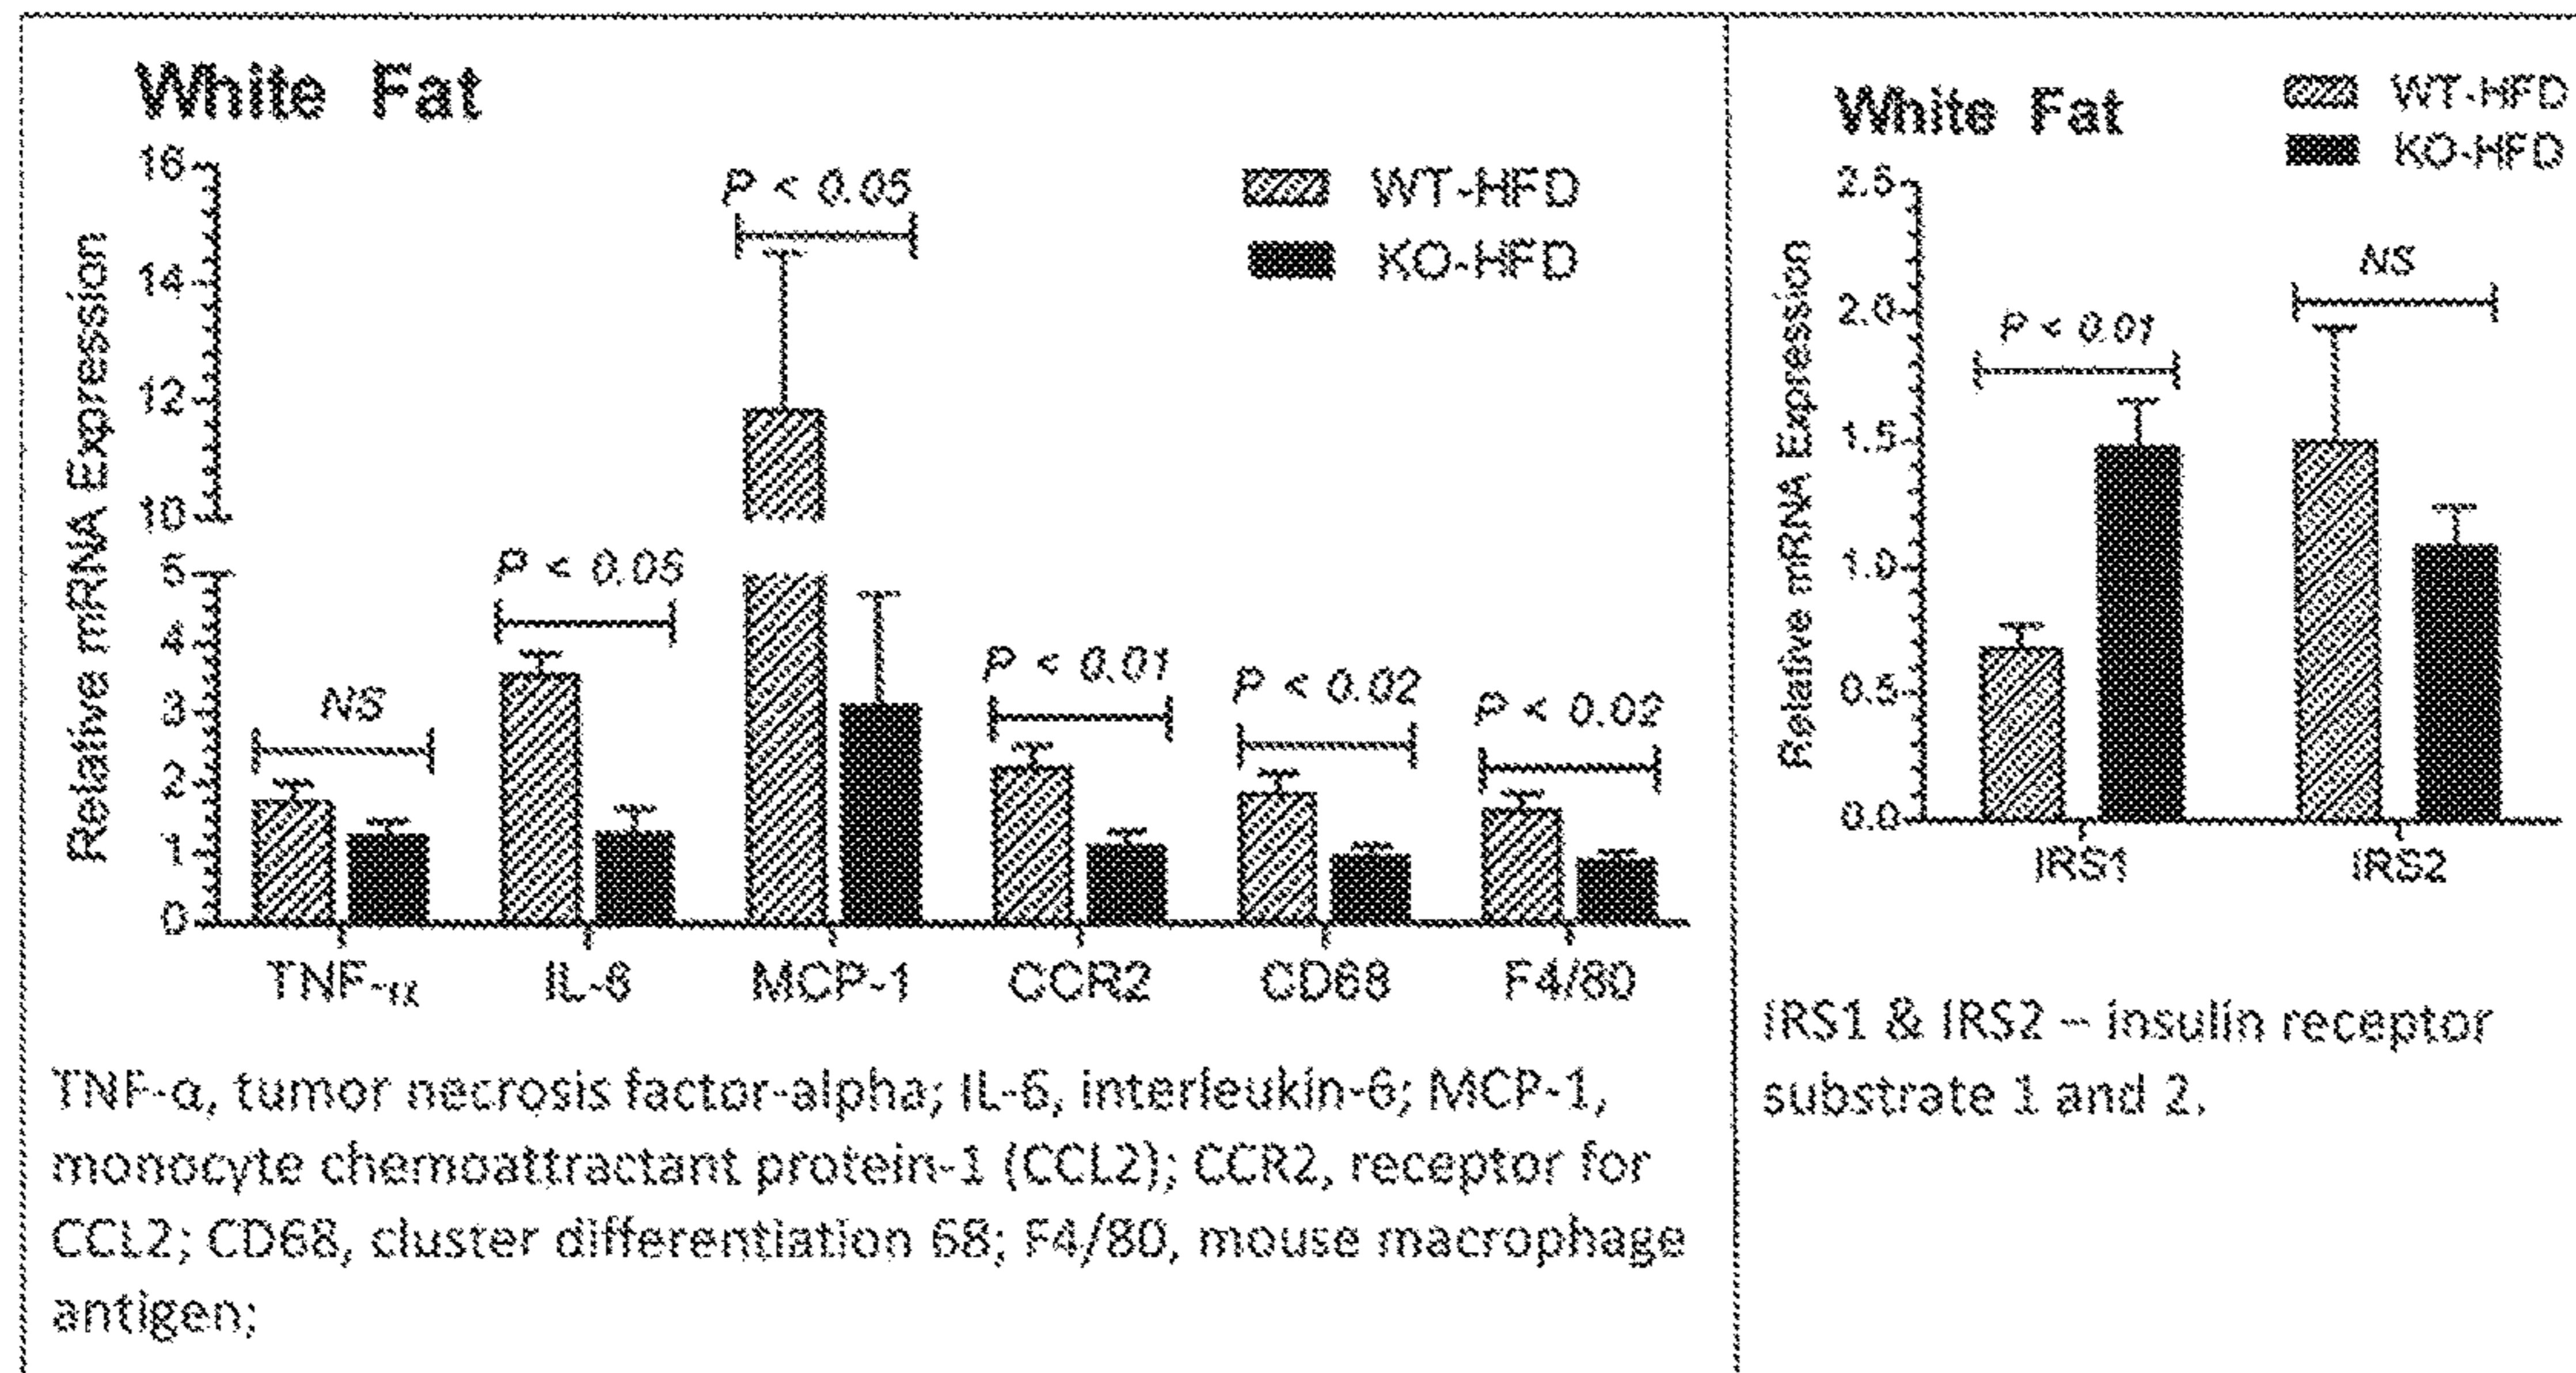 White Fat
WT-HFD
KO-HFD
Relative mRNA Expression
16
14
12
10
5
4
3
2
1
0
NS
P < 0.05
P < 0.05
P < 0.01
P < 0.02
P < 0.02
TNF-α
IL-6
MCP-1
CCR2
CD68
F4/80
TNF-α, tumor necrosis factor-alpha; IL-6, interleukin-6; MCP-1,
monocyte chemoattractant protein-1 (CCL2); CCR2, receptor for
CCL2; CD68, cluster differentiation 68; F4/80, mouse macrophage
antigen;
White Fat
WT-HFD
KO-HFD
Relative mRNA Expression
2.5
2.0
1.5
1.0
0.5
0.0
P < 0.01
NS
IRS1
IRS2
IRS1 & IRS2 – insulin receptor
substrate 1 and 2.